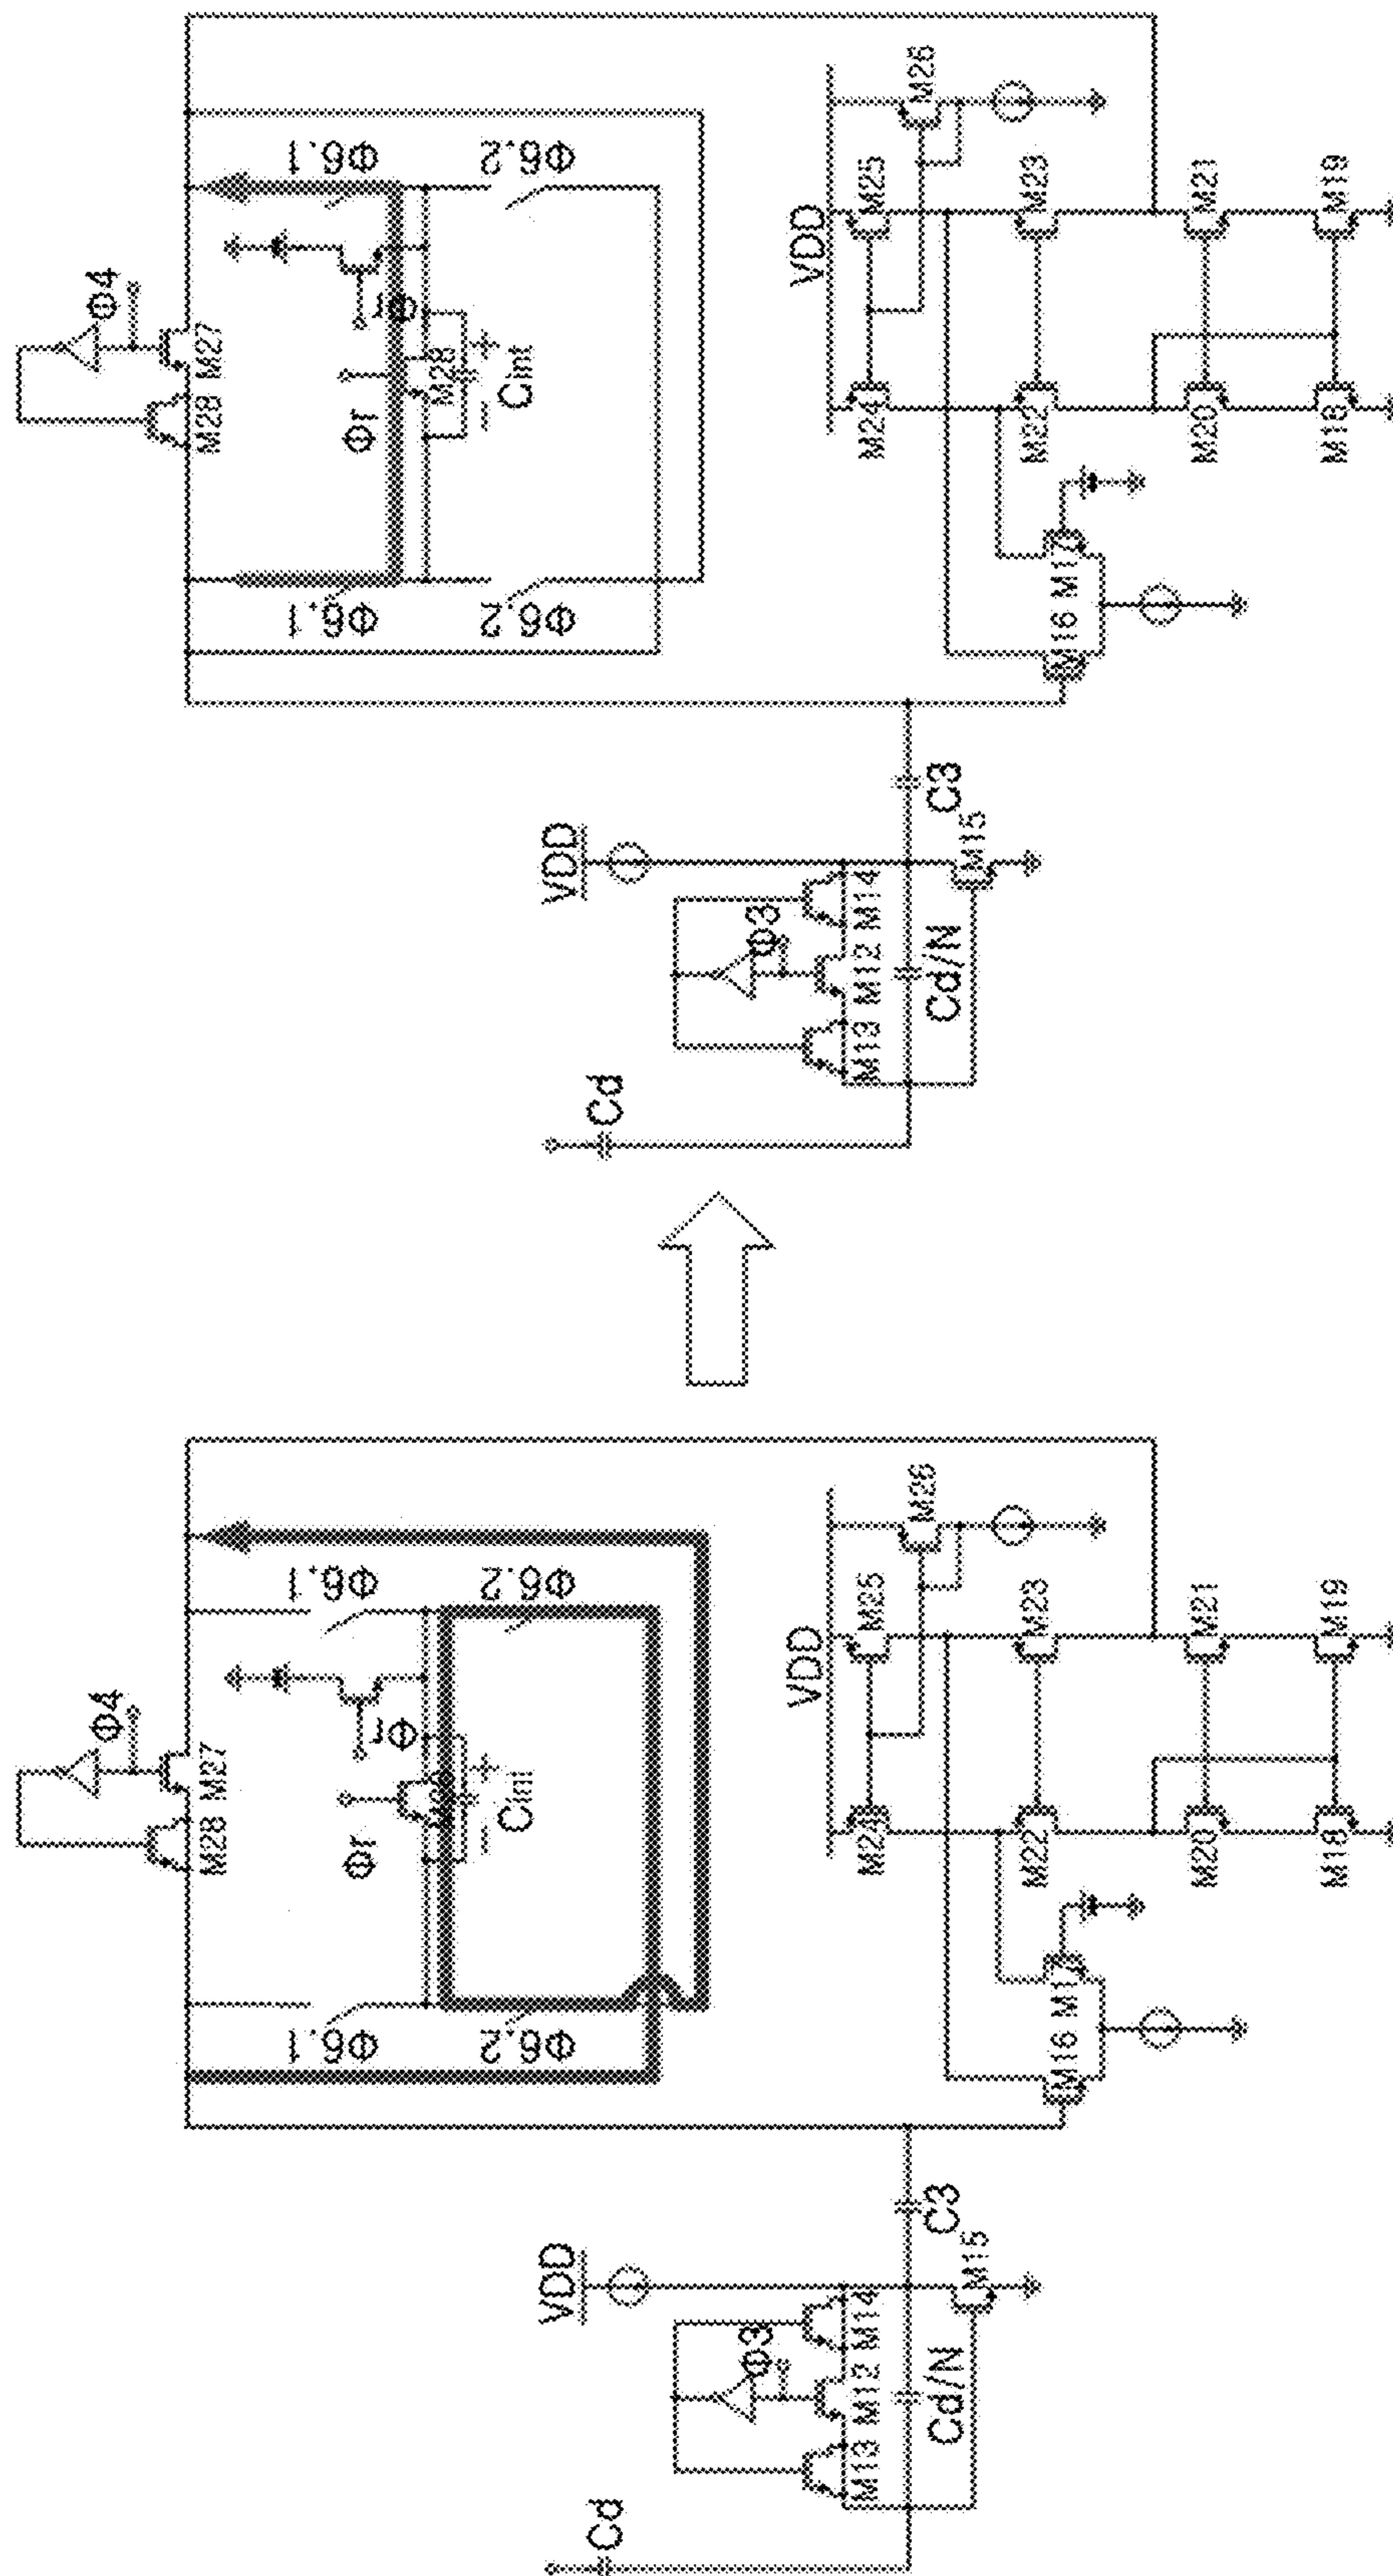 Φ4
M28 M27
Φ6.1
Φ6.1
Φr
Φr
− +
Cint
Φ6.2
Φ6.2
Cd
VDD
Φ3
M13 M12 M14
Cd/N
C3
M15
VDD
M24
M25
M26
M16 M17
M22
M23
M20
M21
M18
M19
Φ4
M28 M27
Φ6.1
Φ6.1
Φr
Φr
− +
Cint
Φ6.2
Φ6.2
Cd
VDD
Φ3
M13 M12 M14
Cd/N
C3
M15
VDD
M24
M25
M26
M16 M17
M22
M23
M20
M21
M18
M19